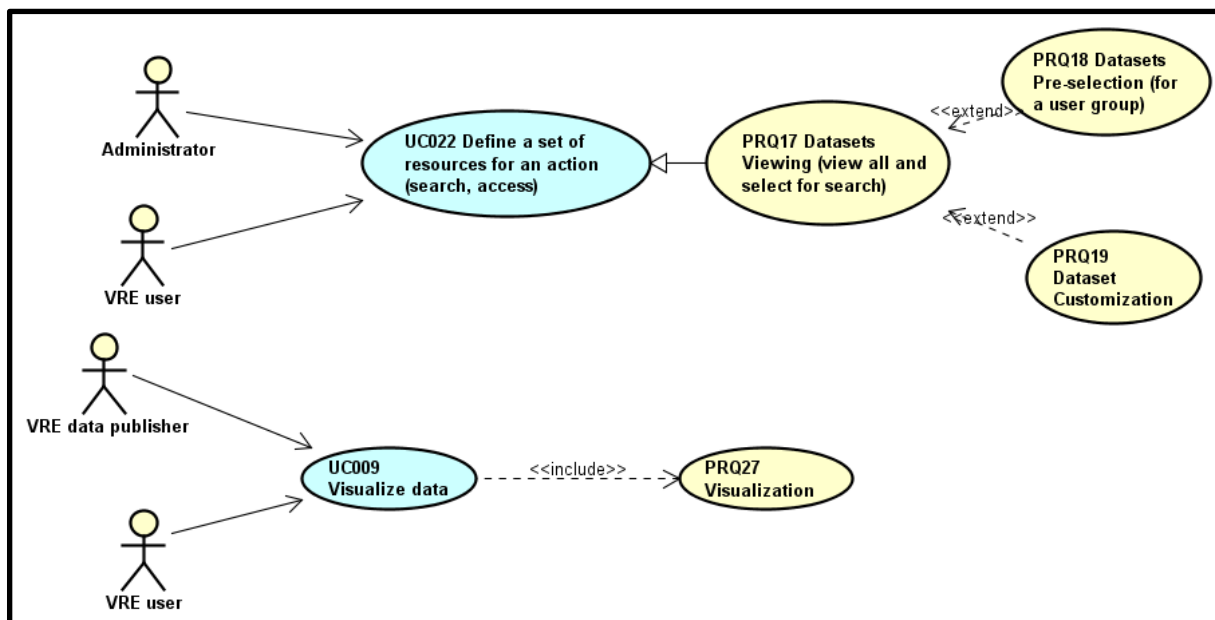 Administrator
UC022 Define a set of
resources for an action
(search, access)
PRQ17 Datasets
Viewing (view all and
select for search)
<<extend>>
PRQ18 Datasets
Pre-selection (for
a user group)
<<extend>>
PRQ19
Dataset
Customization
VRE user
VRE data publisher
UC009
Visualize data
<<include>>
PRQ27
Visualization
VRE user